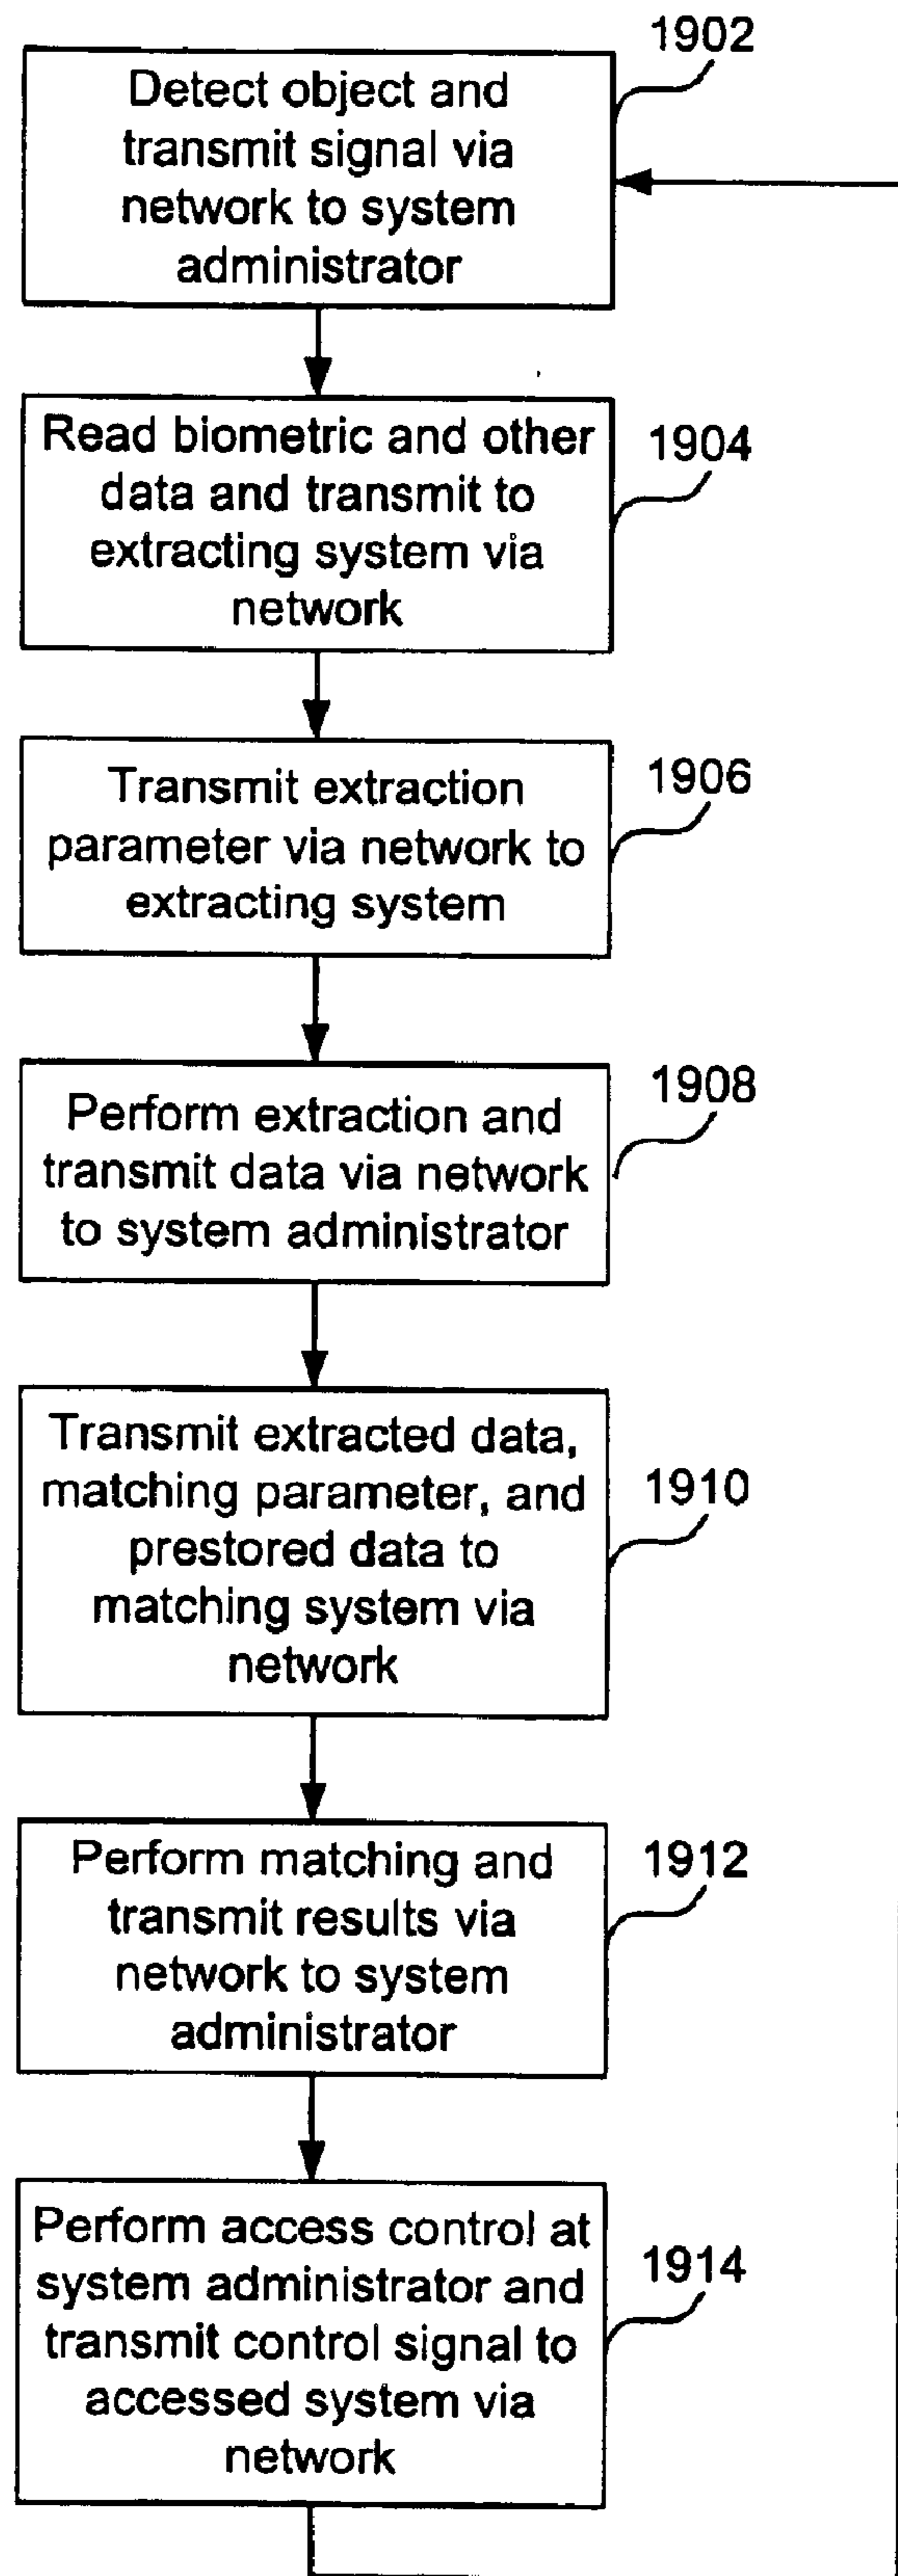 1902
Detect object and
transmit signal via
network to system
administrator
1904
Read biometric and other
data and transmit to
extracting system via
network
1906
Transmit extraction
parameter via network to
extracting system
1908
Perform extraction and
transmit data via network
to system administrator
1910
Transmit extracted data,
matching parameter, and
prestored data to
matching system via
network
1912
Perform matching and
transmit results via
network to system
administrator
1914
Perform access control at
system administrator and
transmit control signal to
accessed system via
network